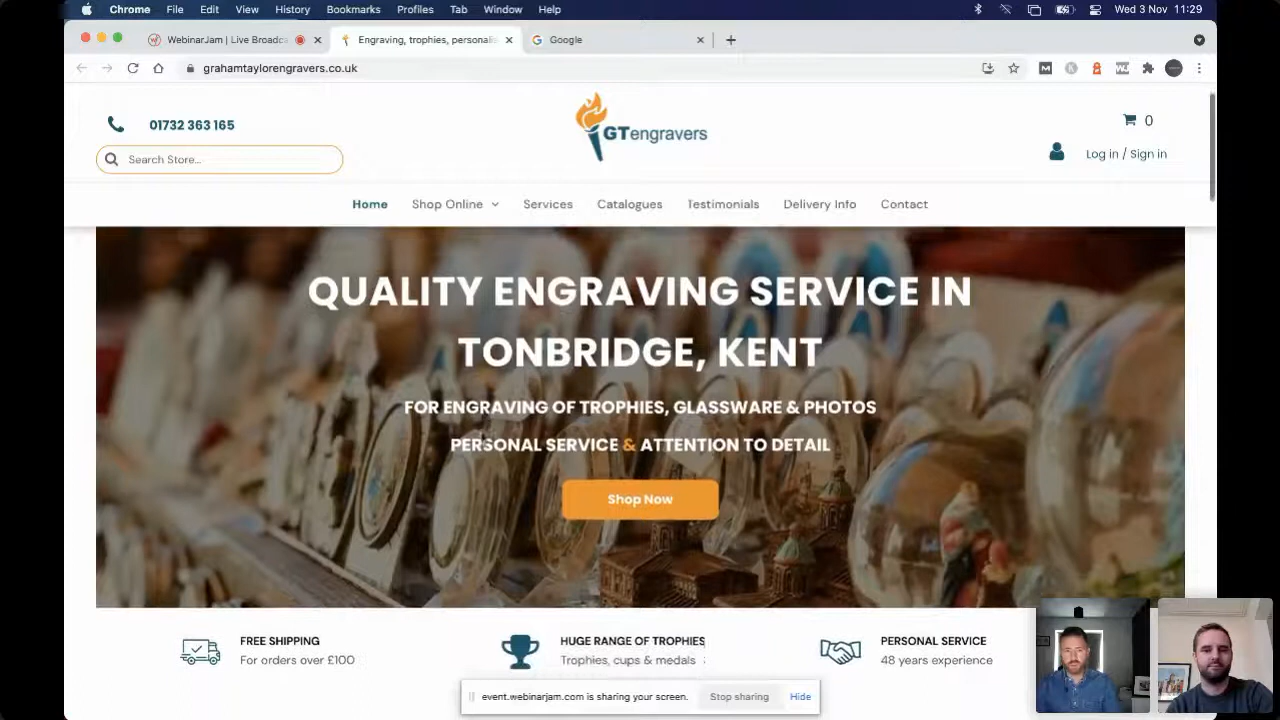 Chrome File Edit View History Bookmarks Profiles Tab Window Help Wed 3 Nov 11:29
WebinarJam | Live Broadca Engraving, trophies, personalis Google
grahamtaylorengravers.co.uk
01732 363 165
GTengravers
0
Search Store...
Log in / Sign in
Home Shop Online Services Catalogues Testimonials Delivery Info Contact
QUALITY ENGRAVING SERVICE IN
TONBRIDGE, KENT
FOR ENGRAVING OF TROPHIES, GLASSWARE & PHOTOS
PERSONAL SERVICE & ATTENTION TO DETAIL
Shop Now
FREE SHIPPING
For orders over £100
HUGE RANGE OF TROPHIES
Trophies, cups & medals
PERSONAL SERVICE
48 years experience
event.webinarjam.com is sharing your screen. Stop sharing Hide